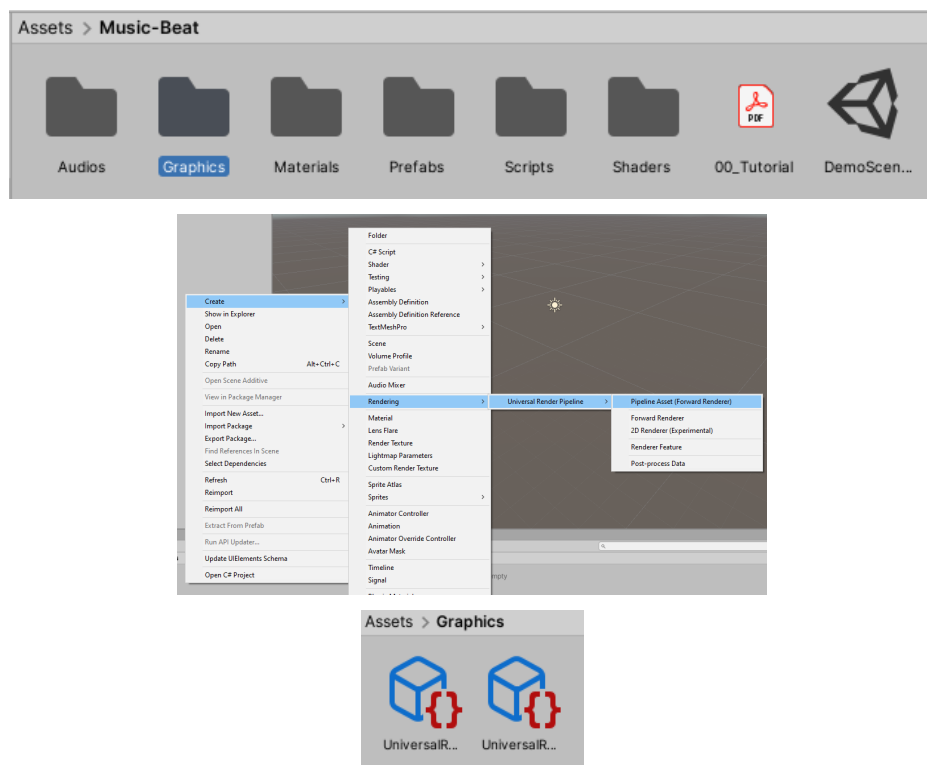 Assets > Music-Beat
PDF
Audios Graphics Materials Prefabs Scripts Shaders 00_Tutorial DemoScen...
Create >
Show in Explorer
Open
Delete
Rename
Copy Path Alt+Ctrl+C
Open Scene Additive
View in Package Manager
Import New Asset...
Import Package >
Export Package...
Find References In Scene
Select Dependencies
Refresh Ctrl+R
Reimport
Reimport All
Extract From Prefab
Run API Updater...
Update UIElements Schema
Open C# Project
Folder
C# Script
Shader >
Testing >
Playables >
Assembly Definition
Assembly Definition Reference
TextMeshPro >
Scene
Volume Profile
Prefab Variant
Audio Mixer
Rendering >
Material
Lens Flare
Render Texture
Lightmap Parameters
Custom Render Texture
Sprite Atlas
Sprites >
Animator Controller
Animation
Animator Override Controller
Avatar Mask
Timeline
Signal
Universal Render Pipeline >
Pipeline Asset (Forward Renderer)
Forward Renderer
2D Renderer (Experimental)
Renderer Feature
Post-process Data
Assets > Graphics
UniversalR... UniversalR...